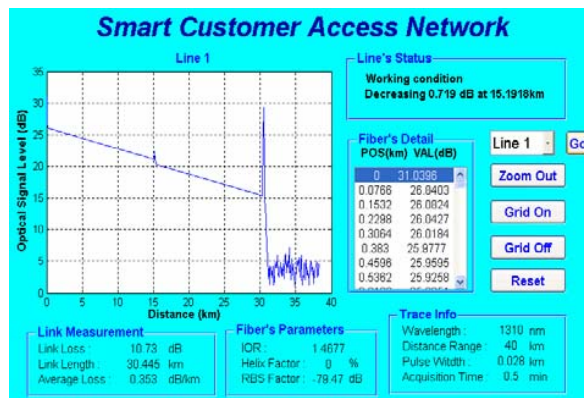 Smart Customer Access Network
Line 1
35
30
25
20
15
10
5
0
Optical Signal Level (dB)
0 5 10 15 20 25 30 35 40
Distance (km)
Line's Status
Working condition
Decreasing 0.719 dB at 15.1918km
Fiber's Detail
POS(km) VAL(dB)
0 31.0396
0.0766 26.8403
0.1532 26.0824
0.2298 26.0427
0.3064 26.0184
0.383 25.9777
0.4596 25.9595
0.5362 25.9258
Line 1
Go
Zoom Out
Grid On
Grid Off
Reset
Link Measurement
Link Loss : 10.73 dB
Link Length : 30.445 km
Average Loss : 0.353 dB/km
Fiber's Parameters
IOR : 1.4677
Helix Factor : 0 %
RBS Factor : -79.47 dB
Trace Info
Wavelength : 1310 nm
Distance Range : 40 km
Pulse Witdth : 0.028 km
Acquisition Time : 0.5 min